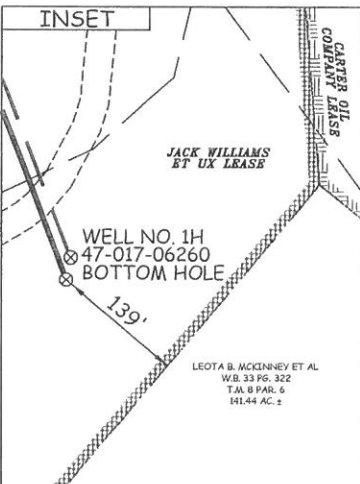 INSET
CARTER OIL
COMPANY LEASE
JACK WILLIAMS
ET UX LEASE
WELL NO. 1H
47-017-06260
BOTTOM HOLE
139'
LEOTA B. MCKINNEY ET AL
W.B. 33 PG. 322
T.M. 8 PAR. 6
141.44 AC. ±